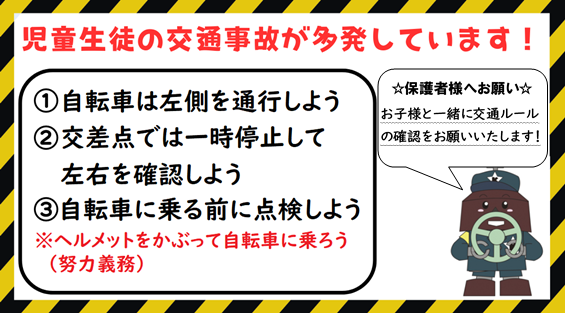 児童生徒の交通事故が多発しています！
①自転車は左側を通行しよう
②交差点では一時停止して
左右を確認しよう
③自転車に乗る前に点検しよう
※ヘルメットをかぶって自転車に乗ろう
（努力義務）
☆保護者様へお願い☆
お子様と一緒に交通ルール
の確認をお願いいたします！